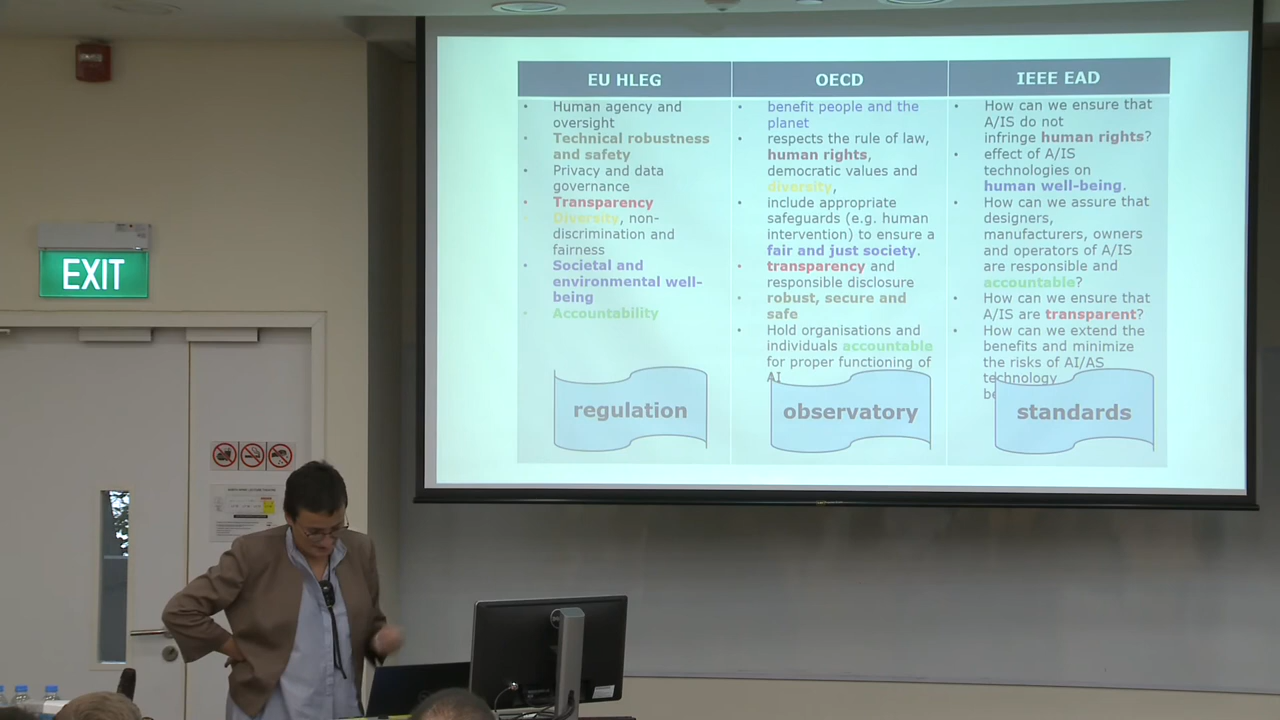 EU HLEG
Human agency and
oversight
Technical robustness
and safety
Privacy and data
governance
Transparency
Diversity, non-
discrimination and
fairness
Societal and
environmental well-
being
Accountability
regulation
OECD
benefit people and the
planet
respects the rule of law,
human rights,
democratic values and
diversity,
include appropriate
safeguards (e.g. human
intervention) to ensure a
fair and just society.
transparency and
responsible disclosure
robust, secure and
safe
Hold organisations and
individuals accountable
for proper functioning of
AI
observatory
IEEE EAD
How can we ensure that
A/IS do not
infringe human rights?
effect of A/IS
technologies on
human well-being.
How can we assure that
designers,
manufacturers, owners
and operators of A/IS
are responsible and
accountable?
How can we ensure that
A/IS are transparent?
How can we extend the
benefits and minimize
the risks of AI/AS
technology
standards
EXIT